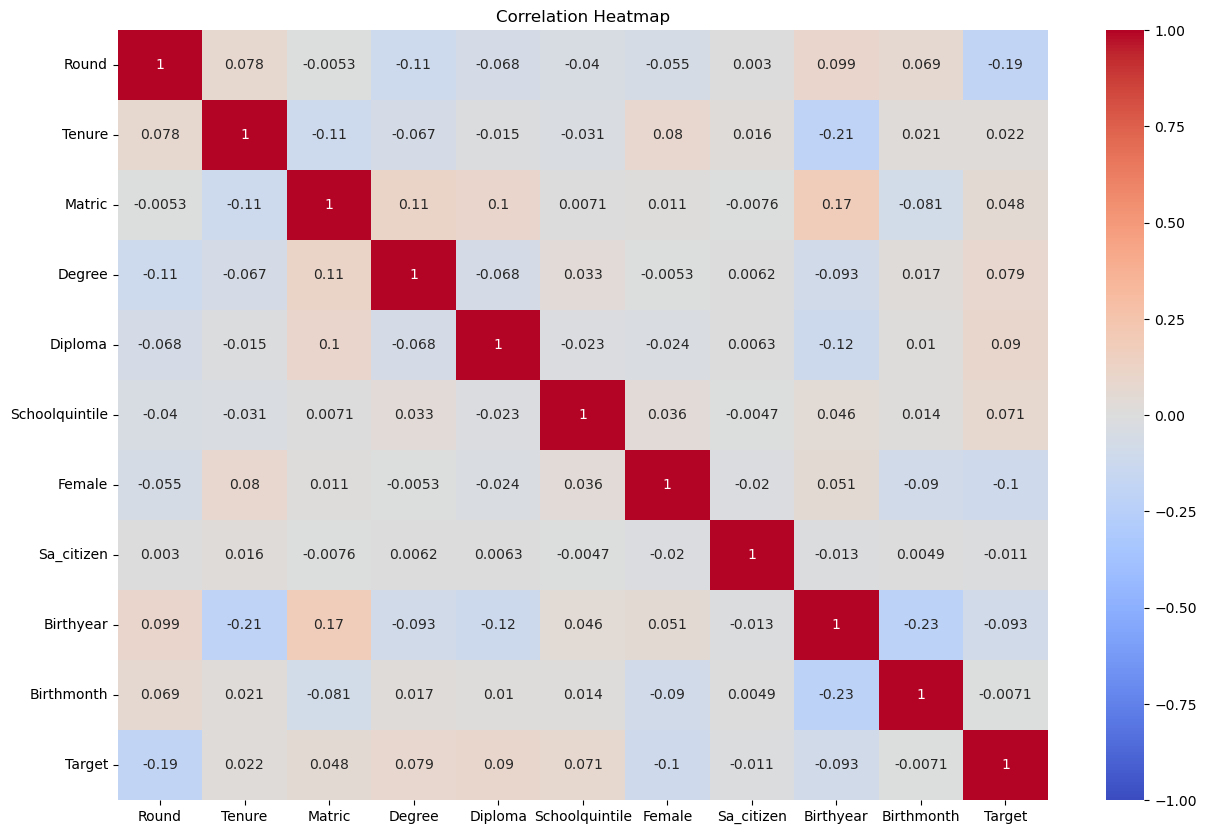 Correlation Heatmap
Round 1 0.078 -0.0053 -0.11 -0.068 -0.04 -0.055 0.003 0.099 0.069 -0.19
Tenure 0.078 1 -0.11 -0.067 -0.015 -0.031 0.08 0.016 -0.21 0.021 0.022
Matric -0.0053 -0.11 1 0.11 0.1 0.0071 0.011 -0.0076 0.17 -0.081 0.048
Degree -0.11 -0.067 0.11 1 -0.068 0.033 -0.0053 0.0062 -0.093 0.017 0.079
Diploma -0.068 -0.015 0.1 -0.068 1 -0.023 -0.024 0.0063 -0.12 0.01 0.09
Schoolquintile -0.04 -0.031 0.0071 0.033 -0.023 1 0.036 -0.0047 0.046 0.014 0.071
Female -0.055 0.08 0.011 -0.0053 -0.024 0.036 1 -0.02 0.051 -0.09 -0.1
Sa_citizen 0.003 0.016 -0.0076 0.0062 0.0063 -0.0047 -0.02 1 -0.013 0.0049 -0.011
Birthyear 0.099 -0.21 0.17 -0.093 -0.12 0.046 0.051 -0.013 1 -0.23 -0.093
Birthmonth 0.069 0.021 -0.081 0.017 0.01 0.014 -0.09 0.0049 -0.23 1 -0.0071
Target -0.19 0.022 0.048 0.079 0.09 0.071 -0.1 -0.011 -0.093 -0.0071 1
Round Tenure Matric Degree Diploma Schoolquintile Female Sa_citizen Birthyear Birthmonth Target
1.00
0.75
0.50
0.25
0.00
−0.25
−0.50
−0.75
−1.00